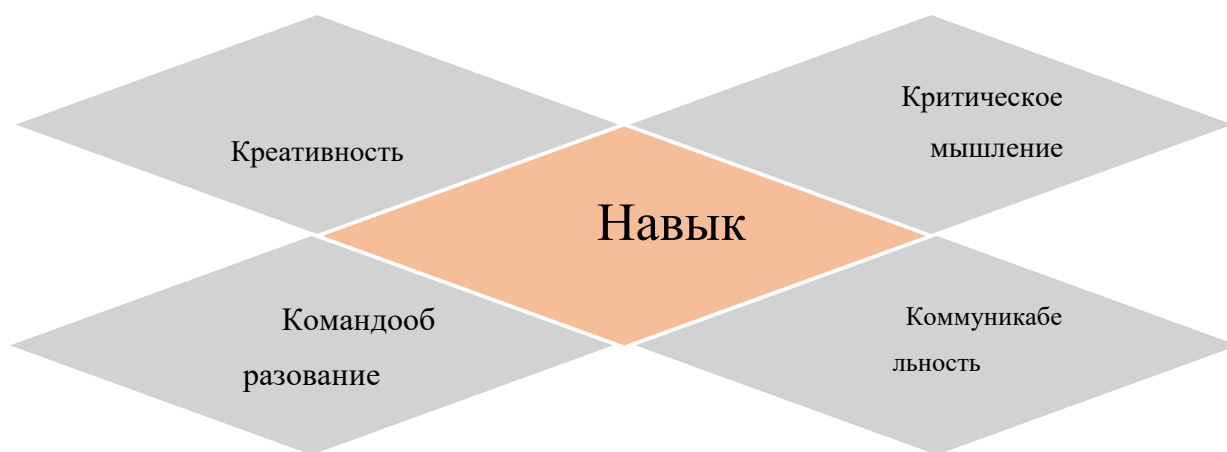 Креативность
Критическое
мышление
Навык
Командооб
разование
Коммуникабе
льность